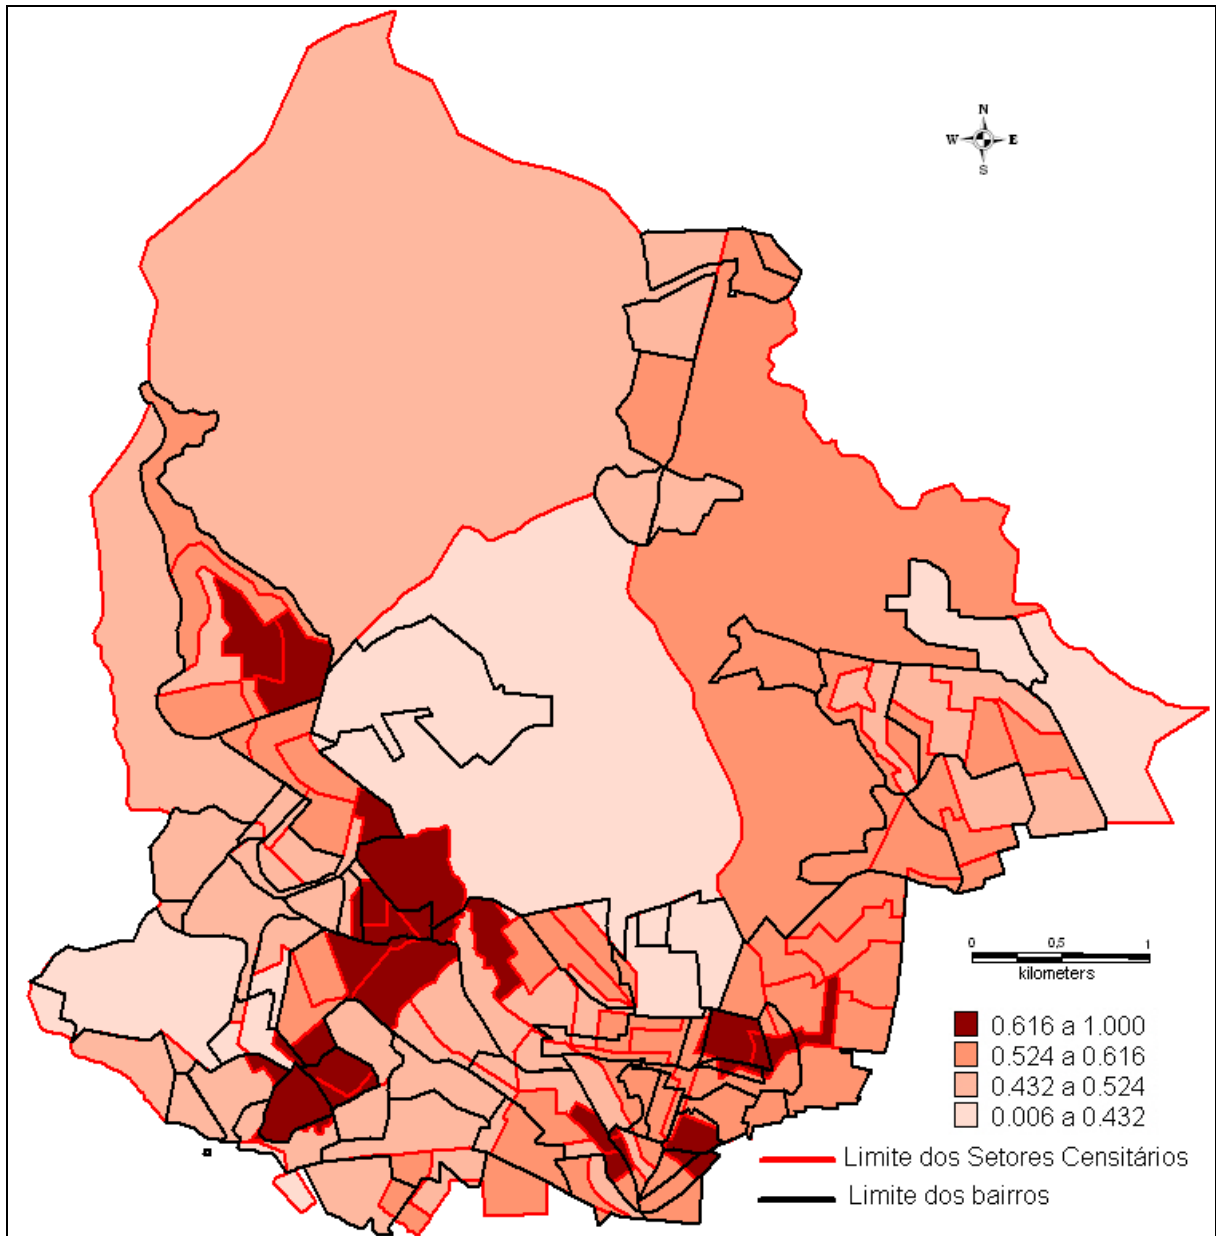 N
W E
S
0 0,5 1
kilometers
0.616 a 1.000
0.524 a 0.616
0.432 a 0.524
0.006 a 0.432
Limite dos Setores Censitários
Limite dos bairros